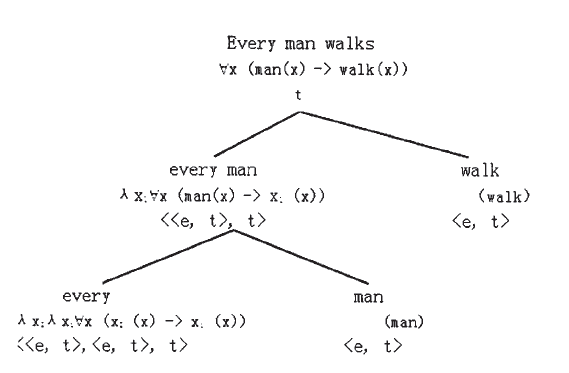 Every man walks
∀x (man(x) -> walk(x))
t
every man
walk
λ x.∀x (man(x) -> x. (x))
(walk)
<<e, t>, t>
<e, t>
every
man
λ x:λ x.∀x (x: (x) -> x. (x))
(man)
<<e, t>,<e, t>, t>
<e, t>